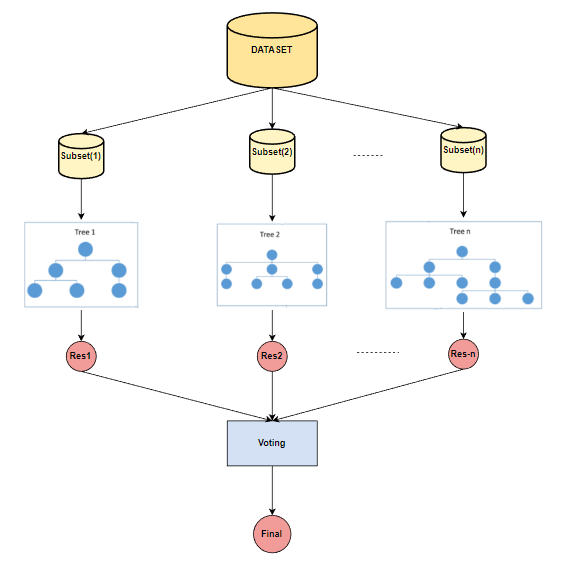 DATASET
Subset(1)
Subset(2)
Subset(n)
Tree 1
Tree 2
Tree n
Res1
Res2
Res-n
Voting
Final